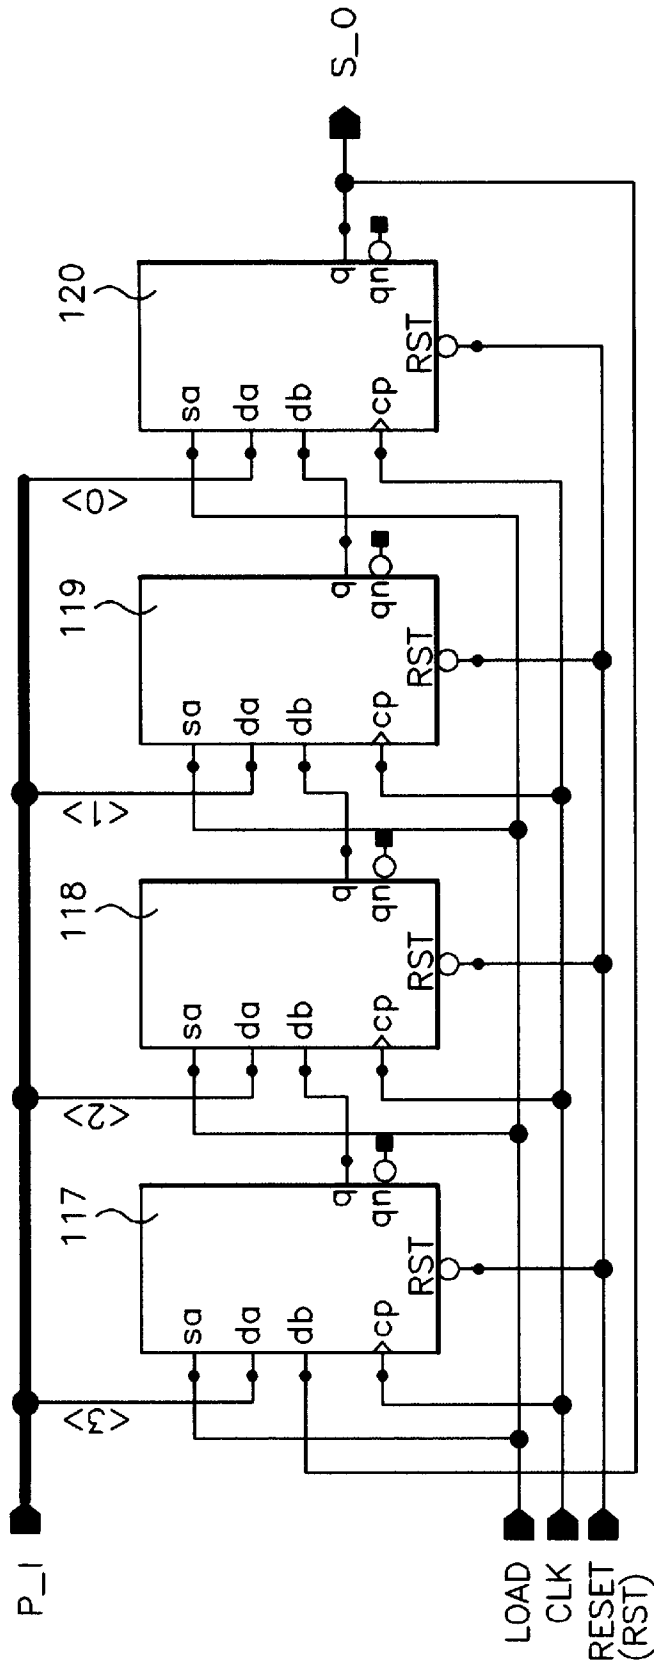 P_I
<3>
117
sa
da
db
cp
RST
q
qn
<2>
118
sa
da
db
cp
RST
q
qn
<1>
119
sa
da
db
cp
RST
q
qn
<0>
120
sa
da
db
cp
RST
q
qn
S_O
LOAD
CLK
RESET
(RST)